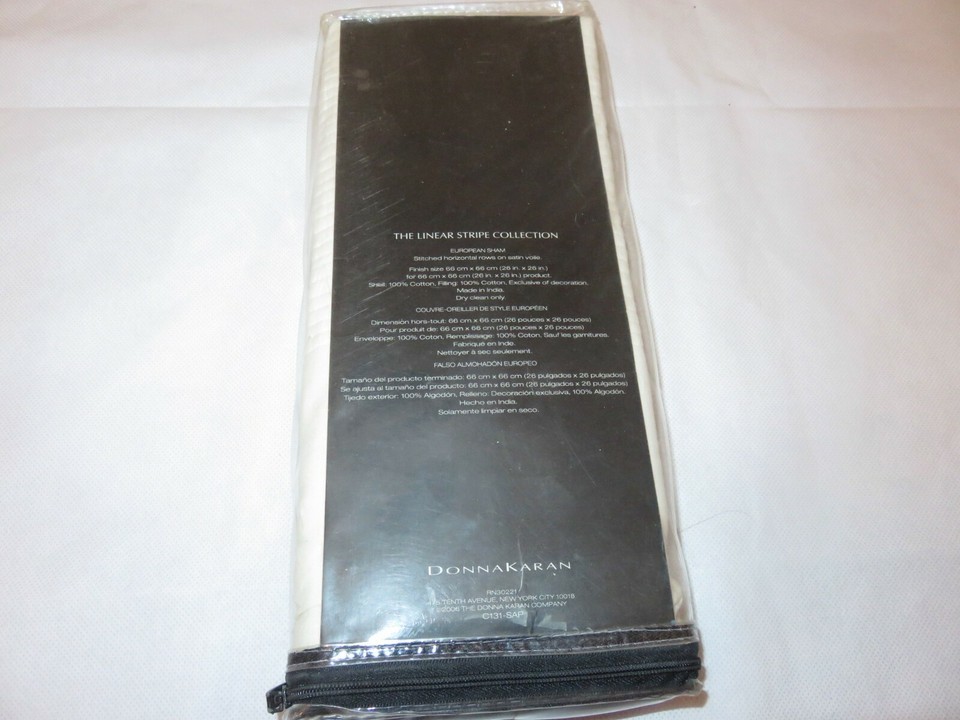 THE LINEAR STRIPE COLLECTION
EUROPEAN SHAM
Stitched horizontal rows on satin voile.
Finish size 66 cm x 66 cm (26 in. x 26 in.)
for 66 cm x 66 cm (26 in. x 26 in.) product.
Shell: 100% Cotton, Filling: 100% Cotton, Exclusive of decoration.
Made in India.
Dry clean only.
COUVRE-OREILLER DE STYLE EUROPÉEN
Dimensión hors-tout: 66 cm x 66 cm (26 pouces x 26 pouces)
Pour produit de: 66 cm x 66 cm (26 pouces x 26 pouces)
Enveloppe: 100% Coton, Remplissage: 100% Coton, Sauf les garnitures.
Fabriqué en Inde.
Nettoyer à sec seulement.
FALSO ALMOHADÓN EUROPEO
Tamaño del producto terminado: 66 cm x 66 cm (26 pulgados x 26 pulgados)
Se ajusta al tamaño del producto: 66 cm x 66 cm (26 pulgados x 26 pulgados)
Tijedo exterior: 100% Algodón, Relleno: Decoración exclusiva, 100% Algodón.
Hecho en India.
Solamente limpiar en seco.
DONNAKARAN
RN30221
TENTH AVENUE, NEW YORK CITY 10018
©2006 THE DONNA KARAN COMPANY
C131-SAP